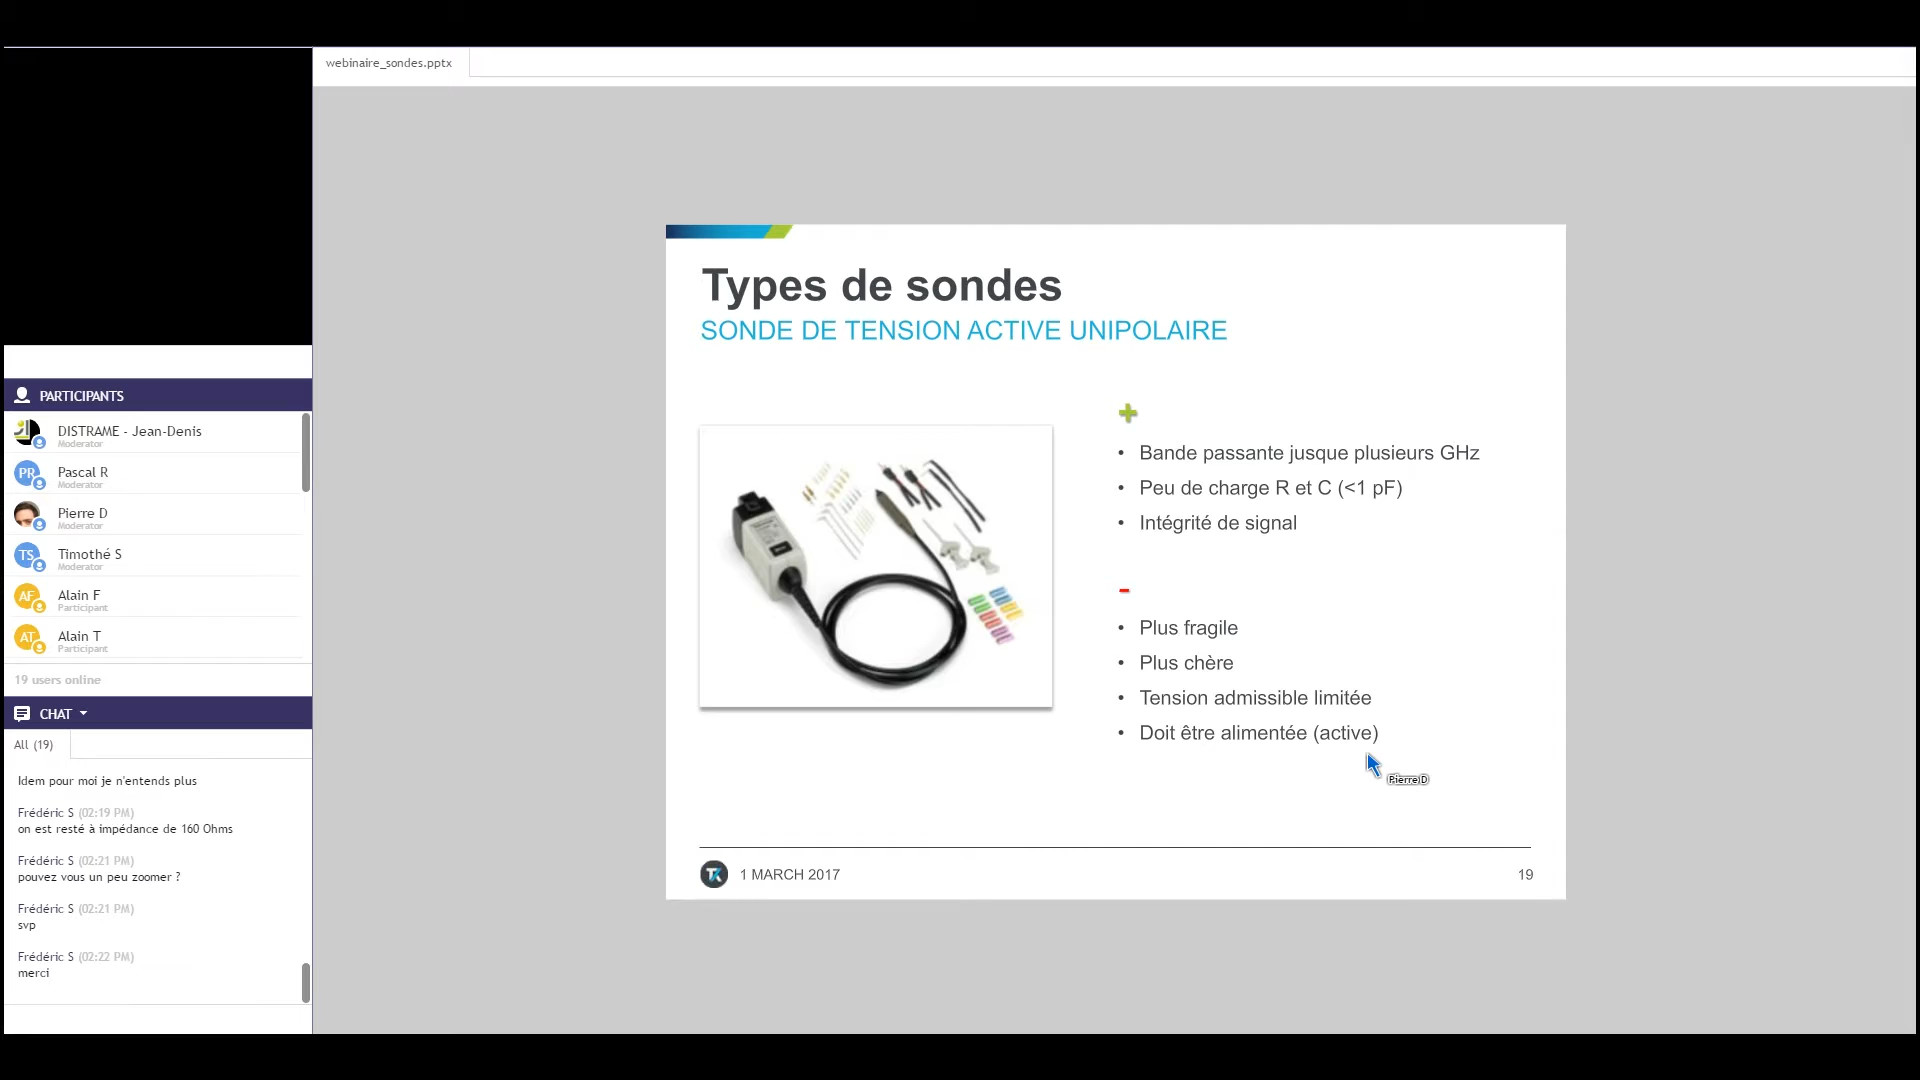 webinaire_sondes.pptx
PARTICIPANTS
DISTRAME - Jean-Denis
Moderator
PR
Pascal R
Moderator
Pierre D
Moderator
TS
Timothé S
Moderator
AF
Alain F
Participant
AT
Alain T
Participant
19 users online
CHAT
All (19)
Idem pour moi je n'entends plus
Frédéric S (02:19 PM)
on est resté à impédance de 160 Ohms
Frédéric S (02:21 PM)
pouvez vous un peu zoomer ?
Frédéric S (02:21 PM)
svp
Frédéric S (02:22 PM)
merci
Types de sondes
SONDE DE TENSION ACTIVE UNIPOLAIRE
+
• Bande passante jusque plusieurs GHz
• Peu de charge R et C (<1 pF)
• Intégrité de signal
-
• Plus fragile
• Plus chère
• Tension admissible limitée
• Doit être alimentée (active)
Pierre D
TK
1 MARCH 2017
19